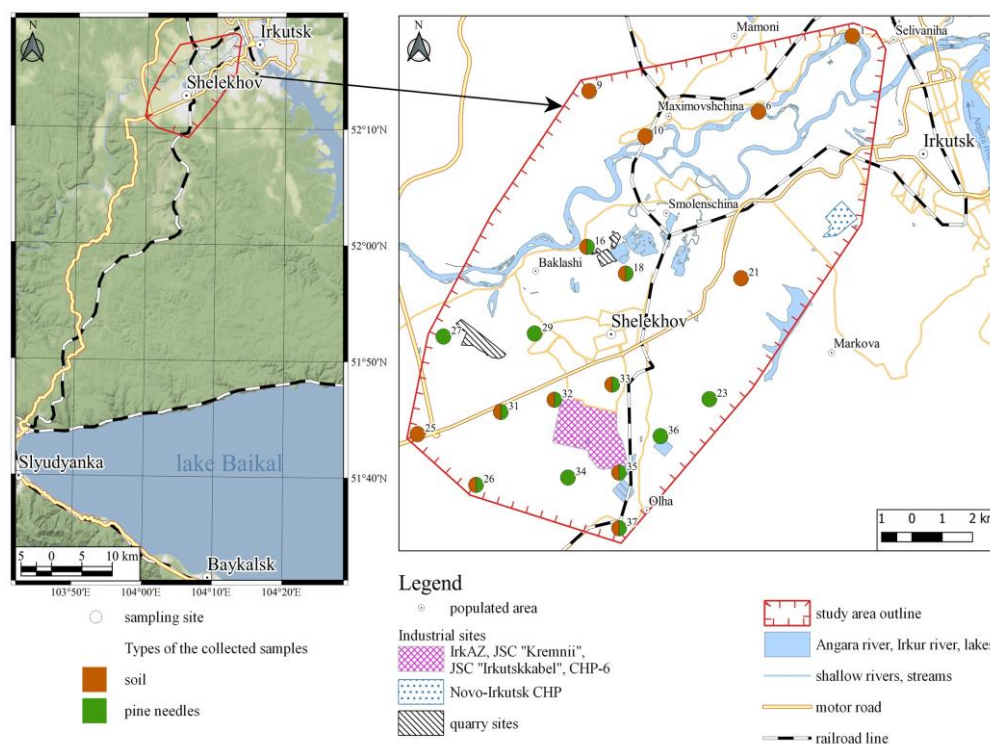 N
Irkutsk
Shelekhov
52°10'N
52°00'N
51°50'N
51°40'N
lake Baikal
Slyudyanka
Baykalsk
5 0 5 10 km
103°50'E 104°00'E 104°10'E 104°20'E
N
Mamoni
1
Selivaniha
9
Maximovshchina
6
10
Irkutsk
Angara river
Smolenschina
16
Baklashi
18
21
27
29
Shelekhov
Markova
33
32
31
23
25
36
26
34
35
Olha
37
1 0 1 2 km
sampling site
Types of the collected samples
soil
pine needles
Legend
populated area
Industrial sites
IrkAZ, JSC "Kremnii",
JSC "Irkutskkabel", CHP-6
Novo-Irkutsk CHP
quarry sites
study area outline
Angara river, Irkur river, lakes
shallow rivers, streams
motor road
railroad line